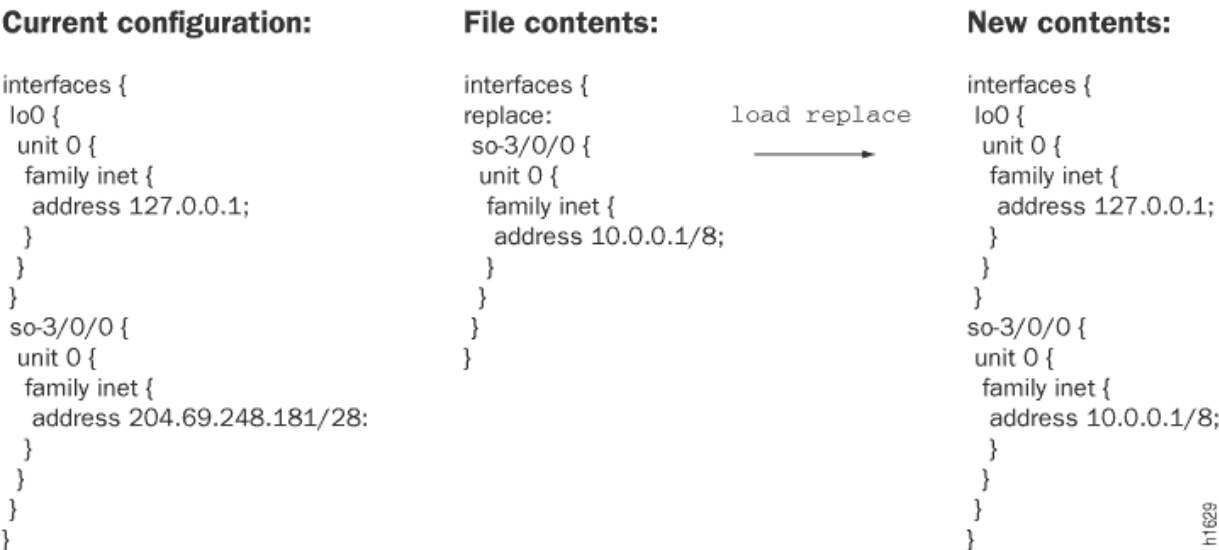 Current configuration:
interfaces {
lo0 {
unit 0 {
family inet {
address 127.0.0.1;
}
}
}
so-3/0/0 {
unit 0 {
family inet {
address 204.69.248.181/28:
}
}
}
}
File contents:
interfaces {
replace:
so-3/0/0 {
unit 0 {
family inet {
address 10.0.0.1/8;
}
}
}
}
load replace
New contents:
interfaces {
lo0 {
unit 0 {
family inet {
address 127.0.0.1;
}
}
}
so-3/0/0 {
unit 0 {
family inet {
address 10.0.0.1/8;
}
}
}
}
h1629